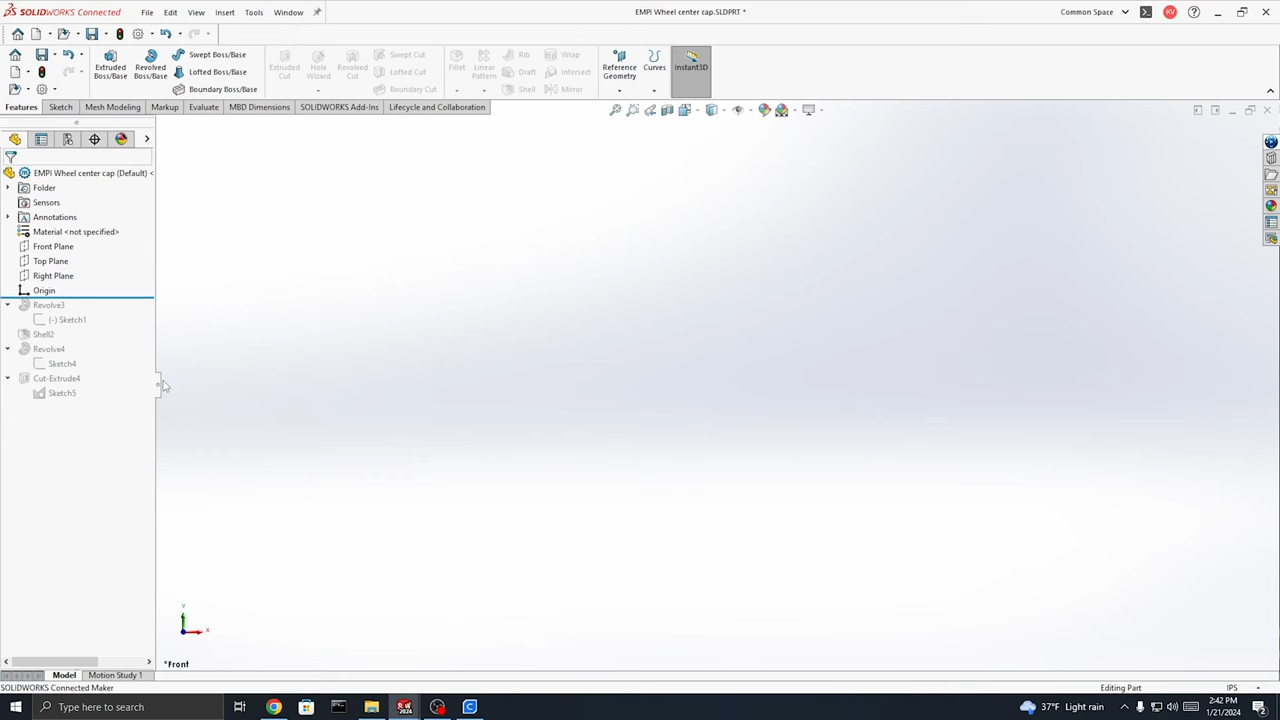 SOLIDWORKS CONNECTED
File
Edit
View
Insert
Tools
Window
EMPI Wheel center cap.SLDPRT *
Common Space
KV
Extruded Boss/Base
Revolved Boss/Base
Swept Boss/Base
Lofted Boss/Base
Boundary Boss/Base
Extruded Cut
Hole Wizard
Revolved Cut
Swept Cut
Lofted Cut
Boundary Cut
Fillet
Linear Pattern
Rib
Draft
Shell
Wrap
Intersect
Mirror
Reference Geometry
Curves
Instant3D
Features
Sketch
Mesh Modeling
Markup
Evaluate
MBD Dimensions
SOLIDWORKS Add-Ins
Lifecycle and Collaboration
EMPI Wheel center cap (Default) <
Folder
Sensors
Annotations
Material <not specified>
Front Plane
Top Plane
Right Plane
Origin
Revolve3
(-) Sketch1
Shell2
Revolve4
Sketch4
Cut-Extrude4
Sketch5
Y
X
*Front
Model
Motion Study 1
SOLIDWORKS Connected Maker
Editing Part
IPS
Type here to search
SW 2024
37°F Light rain
2:42 PM
1/21/2024
2